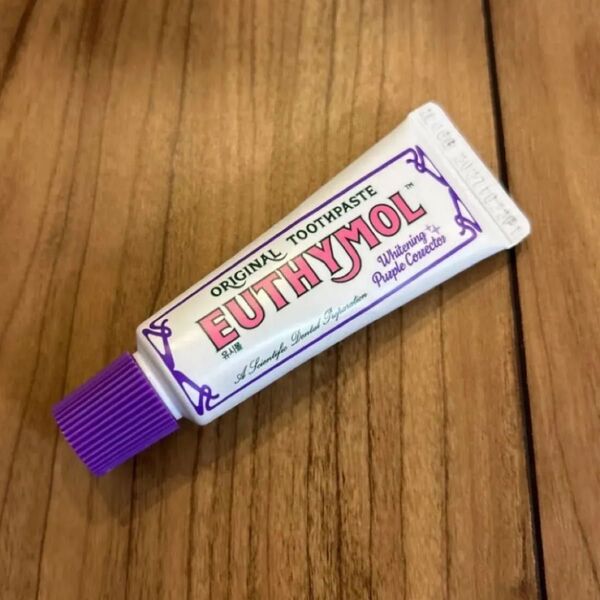 ORIGINAL TOOTHPASTE
EUTHYMOL™
유시몰
Whitening
Purple Corrector
A Scientific Dental Preparation